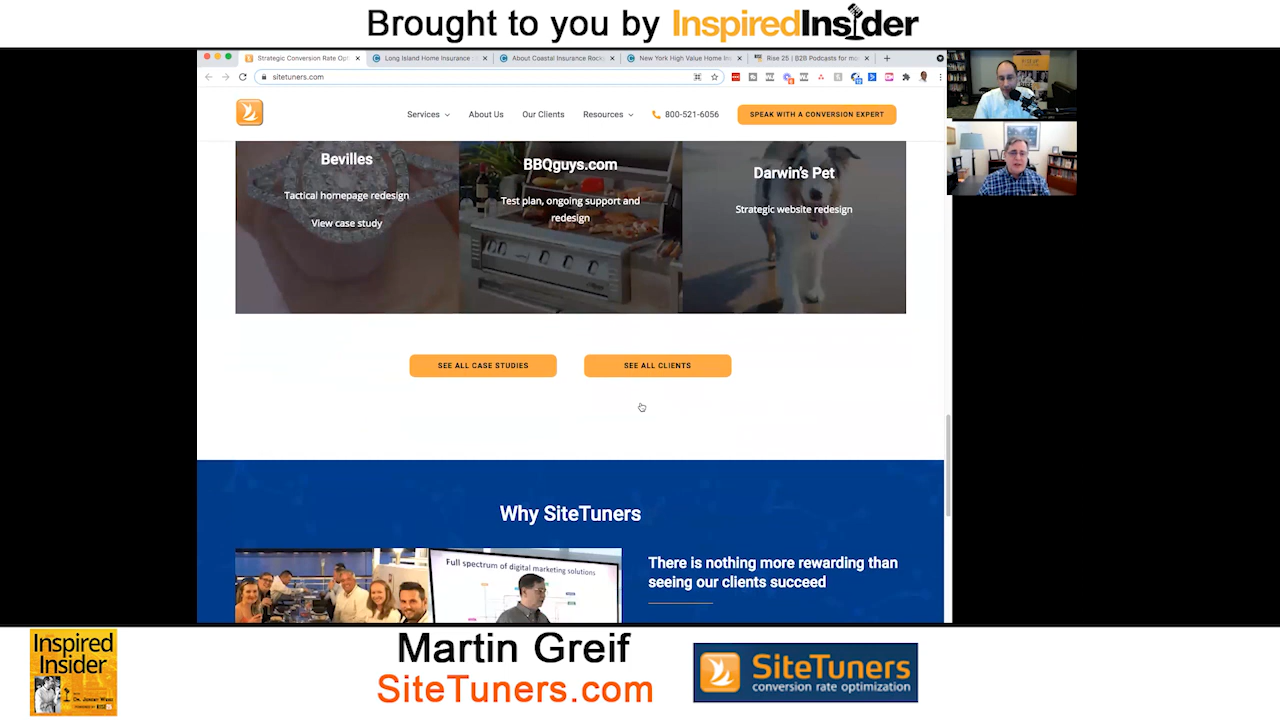 Brought to you by InspiredInsider
Strategic Conversion Rate Opt
Long Island Home Insurance
About Coastal Insurance Rock
New York High Value Home In
Rise 25 | B2B Podcasts for mo
sitetuners.com
Services
About Us
Our Clients
Resources
800-521-6056
SPEAK WITH A CONVERSION EXPERT
Bevilles
Tactical homepage redesign
View case study
BBQguys.com
Test plan, ongoing support and
redesign
Darwin's Pet
Strategic website redesign
SEE ALL CASE STUDIES
SEE ALL CLIENTS
Why SiteTuners
Full spectrum of digital marketing solutions
There is nothing more rewarding than
seeing our clients succeed
Inspired
Insider
Martin Greif
SiteTuners.com
SiteTuners
conversion rate optimization